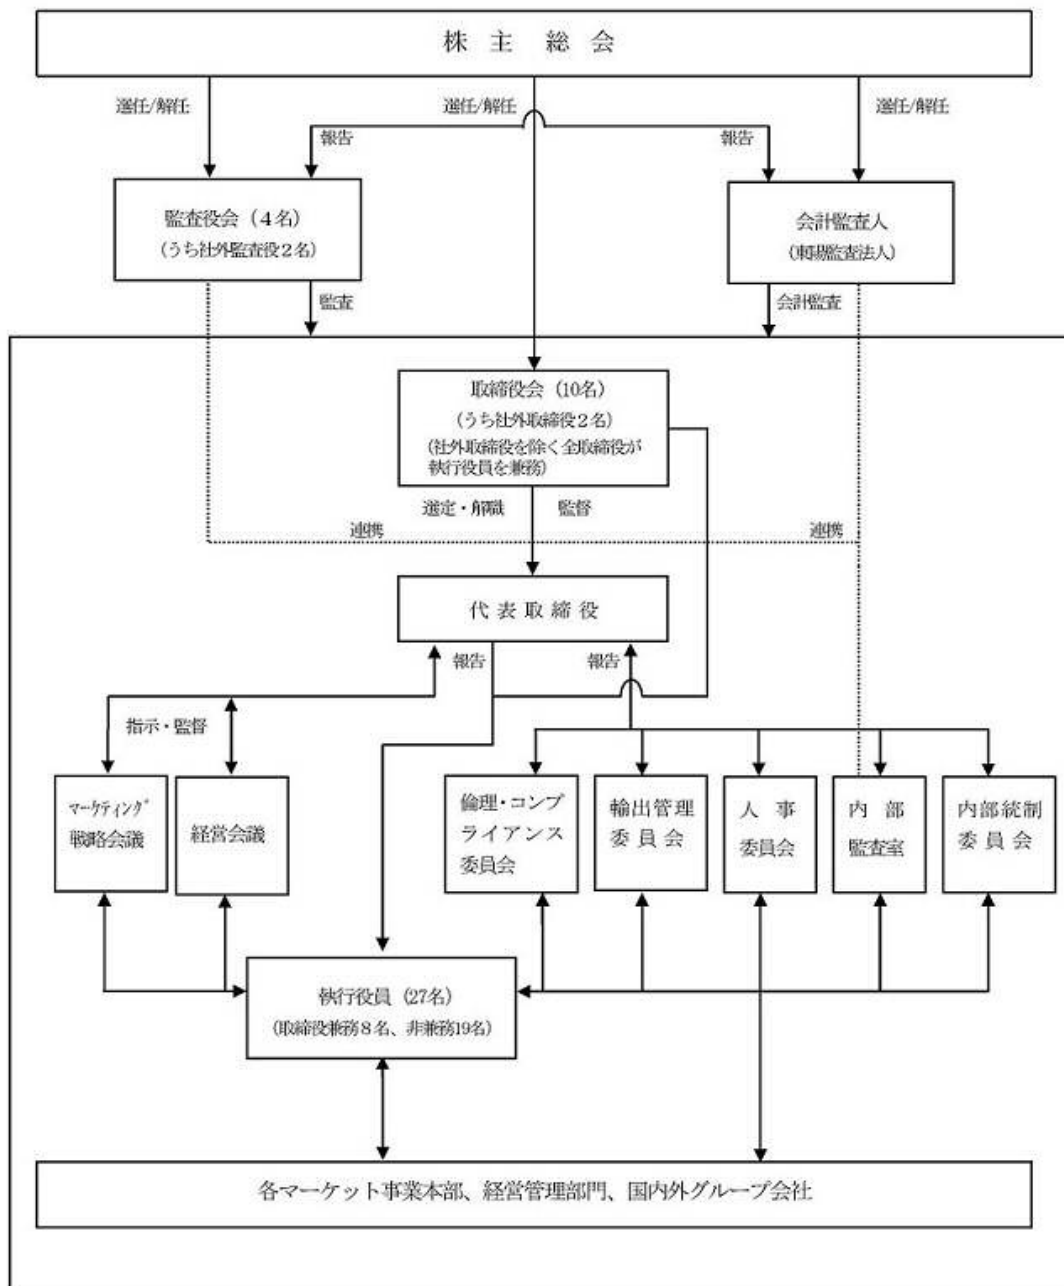 株 主 総 会
選任/解任
選任/解任
選任/解任
報告
報告
監査役会（４名）
（うち社外監査役２名）
会計監査人
（東陽監査法人）
監査
会計監査
取締役会（10名）
（うち社外取締役２名）
（社外取締役を除く全取締役が
執行役員を兼務）
選定・解職
監督
連携
連携
代 表 取 締 役
報告
報告
指示・監督
マーケティング
戦略会議
経営会議
倫理・コンプ
ライアンス
委員会
輸出管理
委 員 会
人 事
委員会
内 部
監査室
内部統制
委 員 会
執行役員（27名）
（取締役兼務８名、非兼務19名）
各マーケット事業本部、経営管理部門、国内外グループ会社